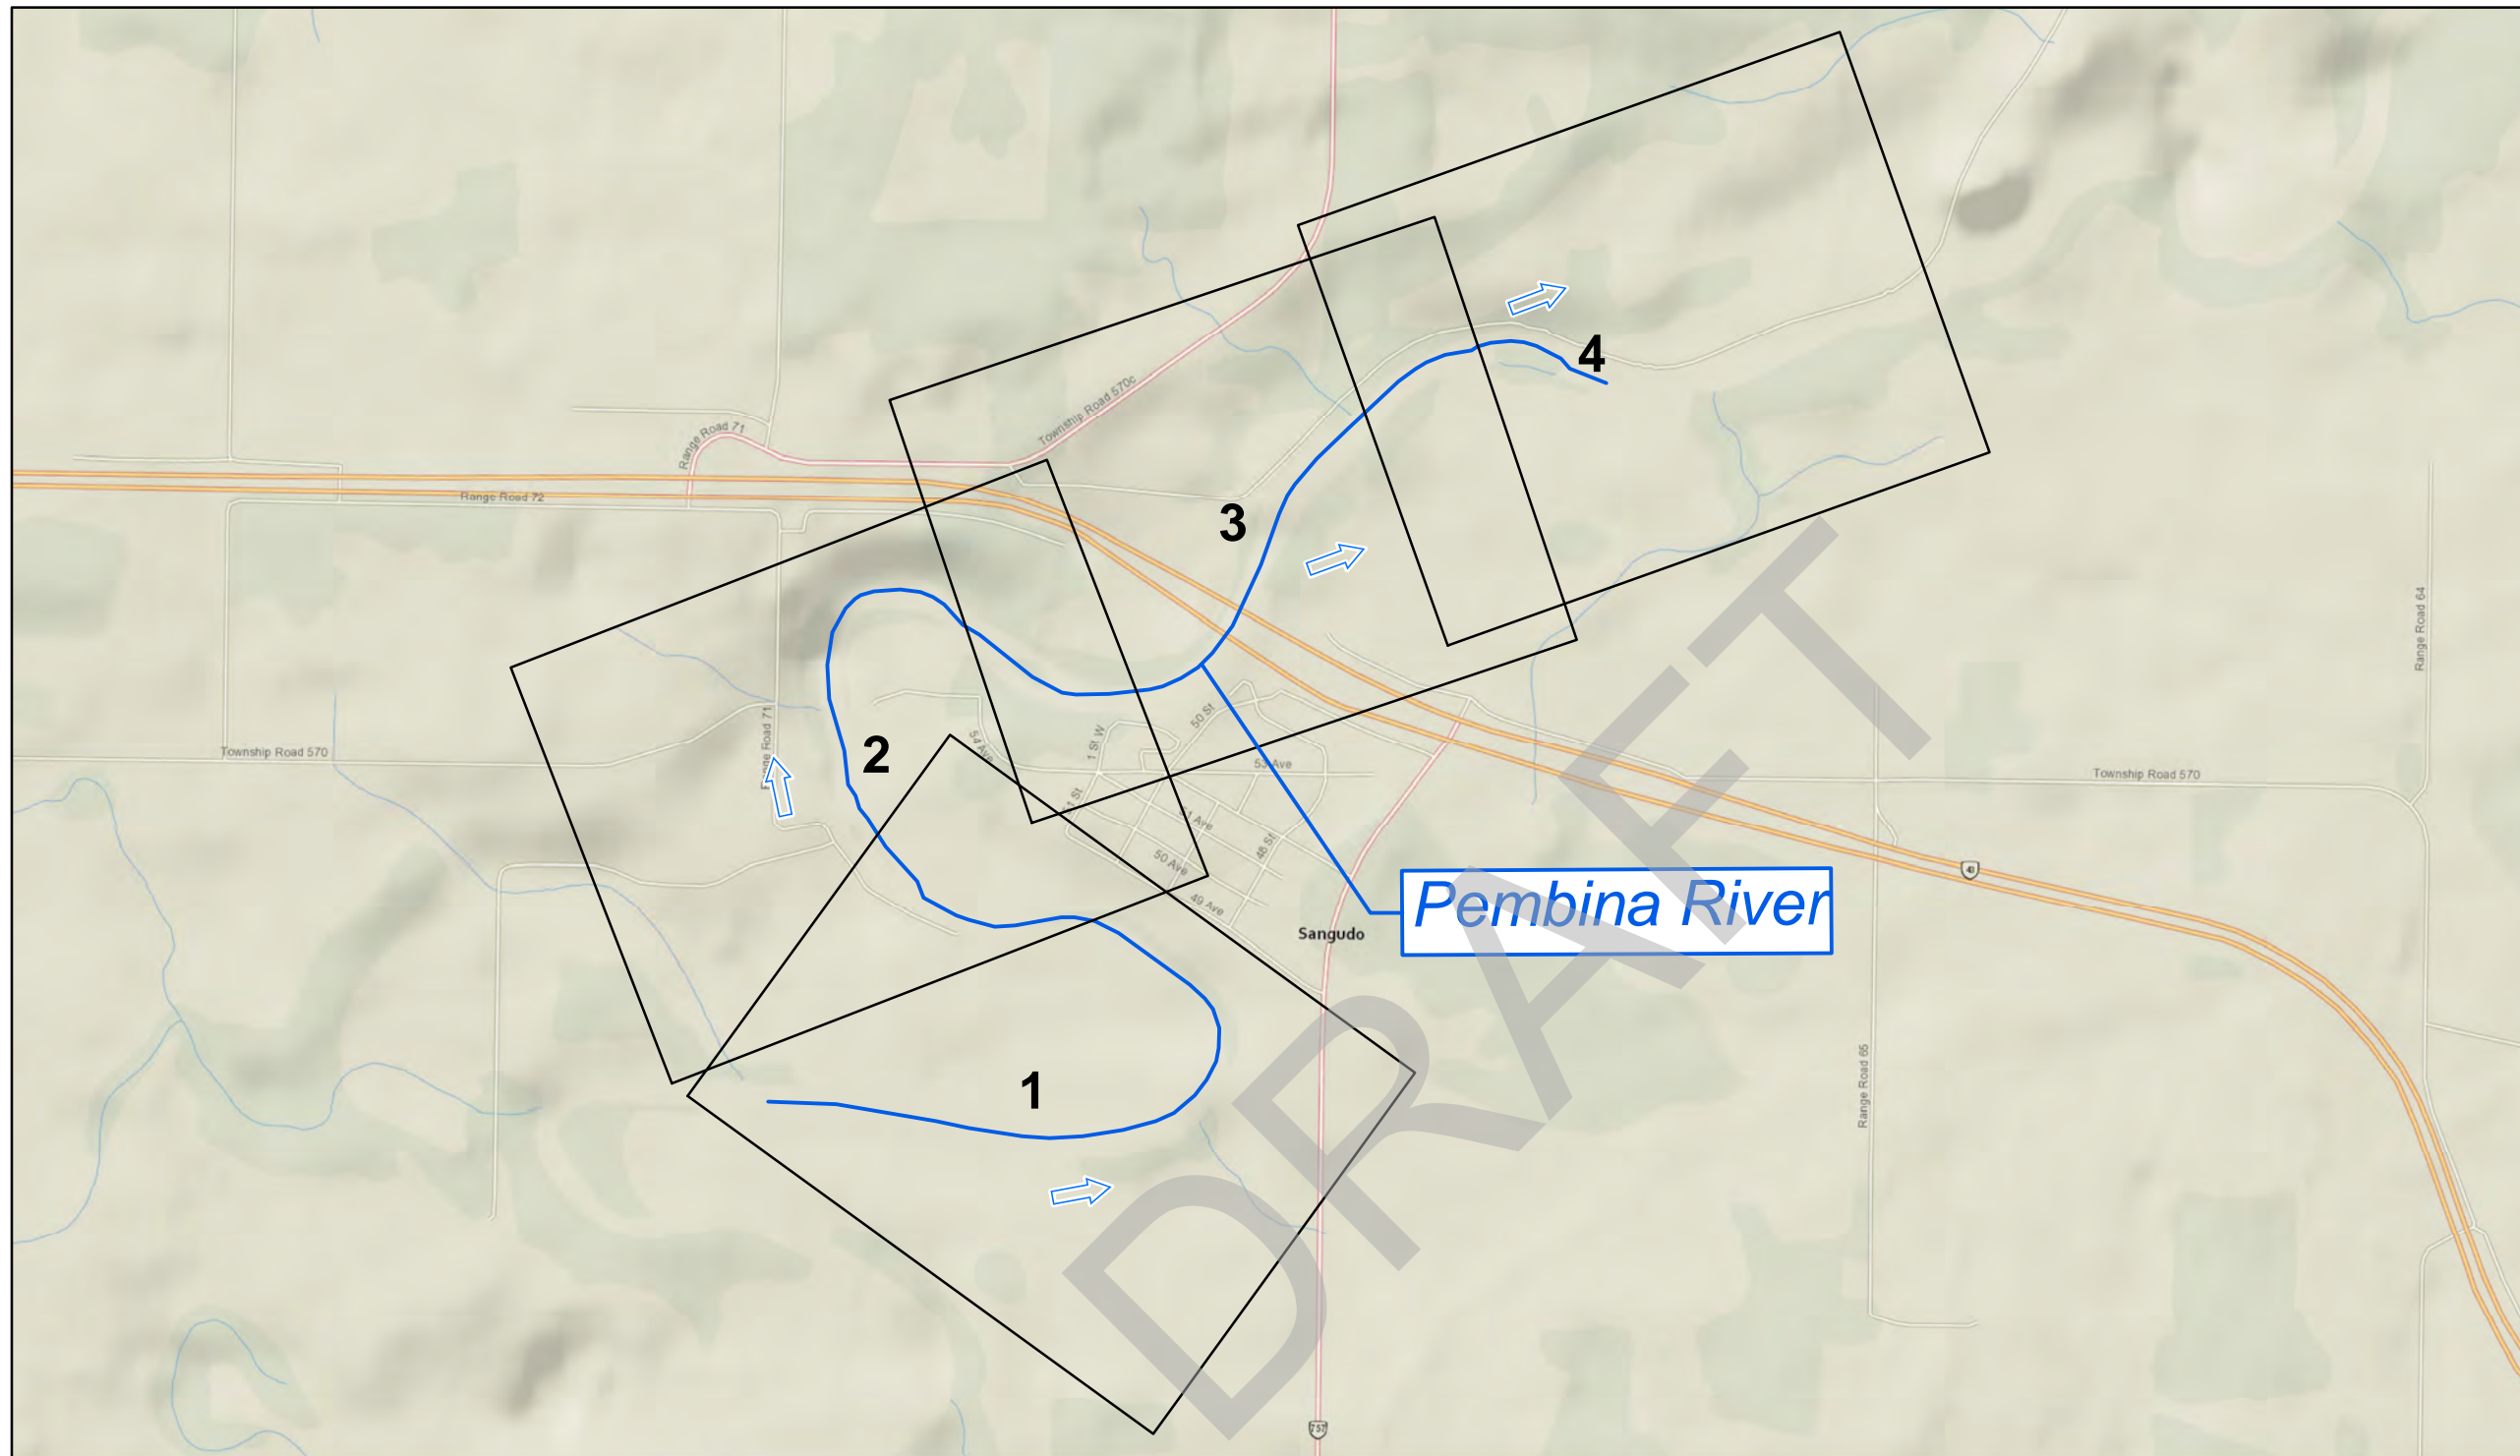 4
Township Road 570c
Range Road 71
Range Road 72
3
Range Road 64
Range Road 71
2
54 Ave
1 St W
50 St
53 Ave
Township Road 570
Township Road 570
51 St
51 Ave
48 St
50 Ave
49 Ave
43
Pembina River
Sangudo
DRAFT
1
Range Road 65
757